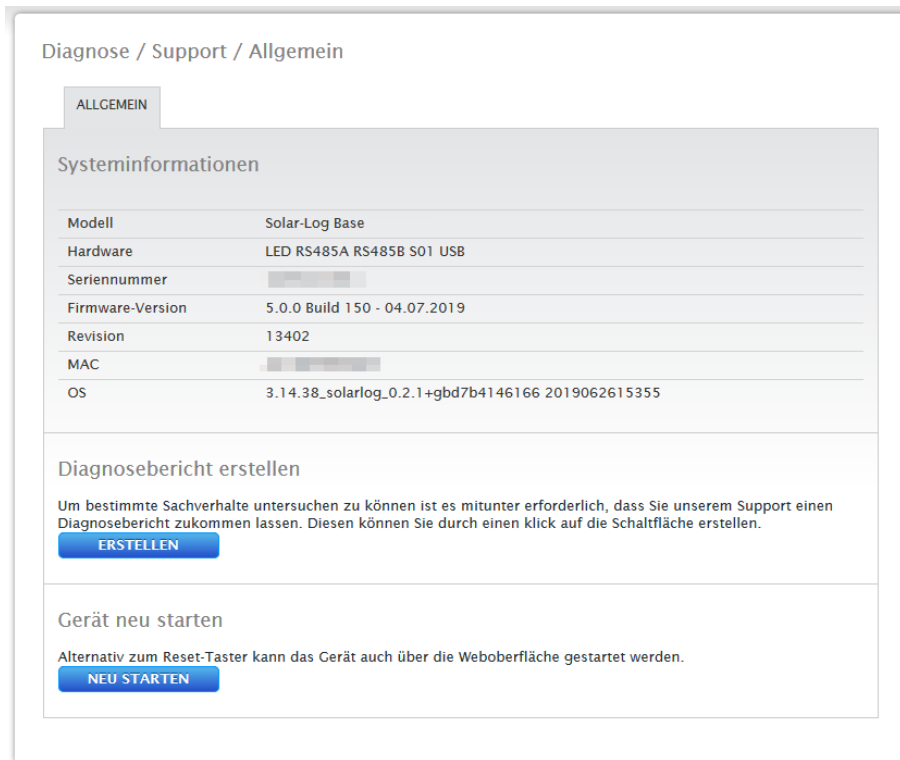 Diagnose / Support / Allgemein
ALLGEMEIN
Systeminformationen
Modell Solar-Log Base
Hardware LED RS485A RS485B S01 USB
Seriennummer
Firmware-Version 5.0.0 Build 150 - 04.07.2019
Revision 13402
MAC
OS 3.14.38_solarlog_0.2.1+gbd7b4146166 2019062615355
Diagnosebericht erstellen
Um bestimmte Sachverhalte untersuchen zu können ist es mitunter erforderlich, dass Sie unserem Support einen
Diagnosebericht zukommen lassen. Diesen können Sie durch einen klick auf die Schaltfläche erstellen.
ERSTELLEN
Gerät neu starten
Alternativ zum Reset-Taster kann das Gerät auch über die Weboberfläche gestartet werden.
NEU STARTEN